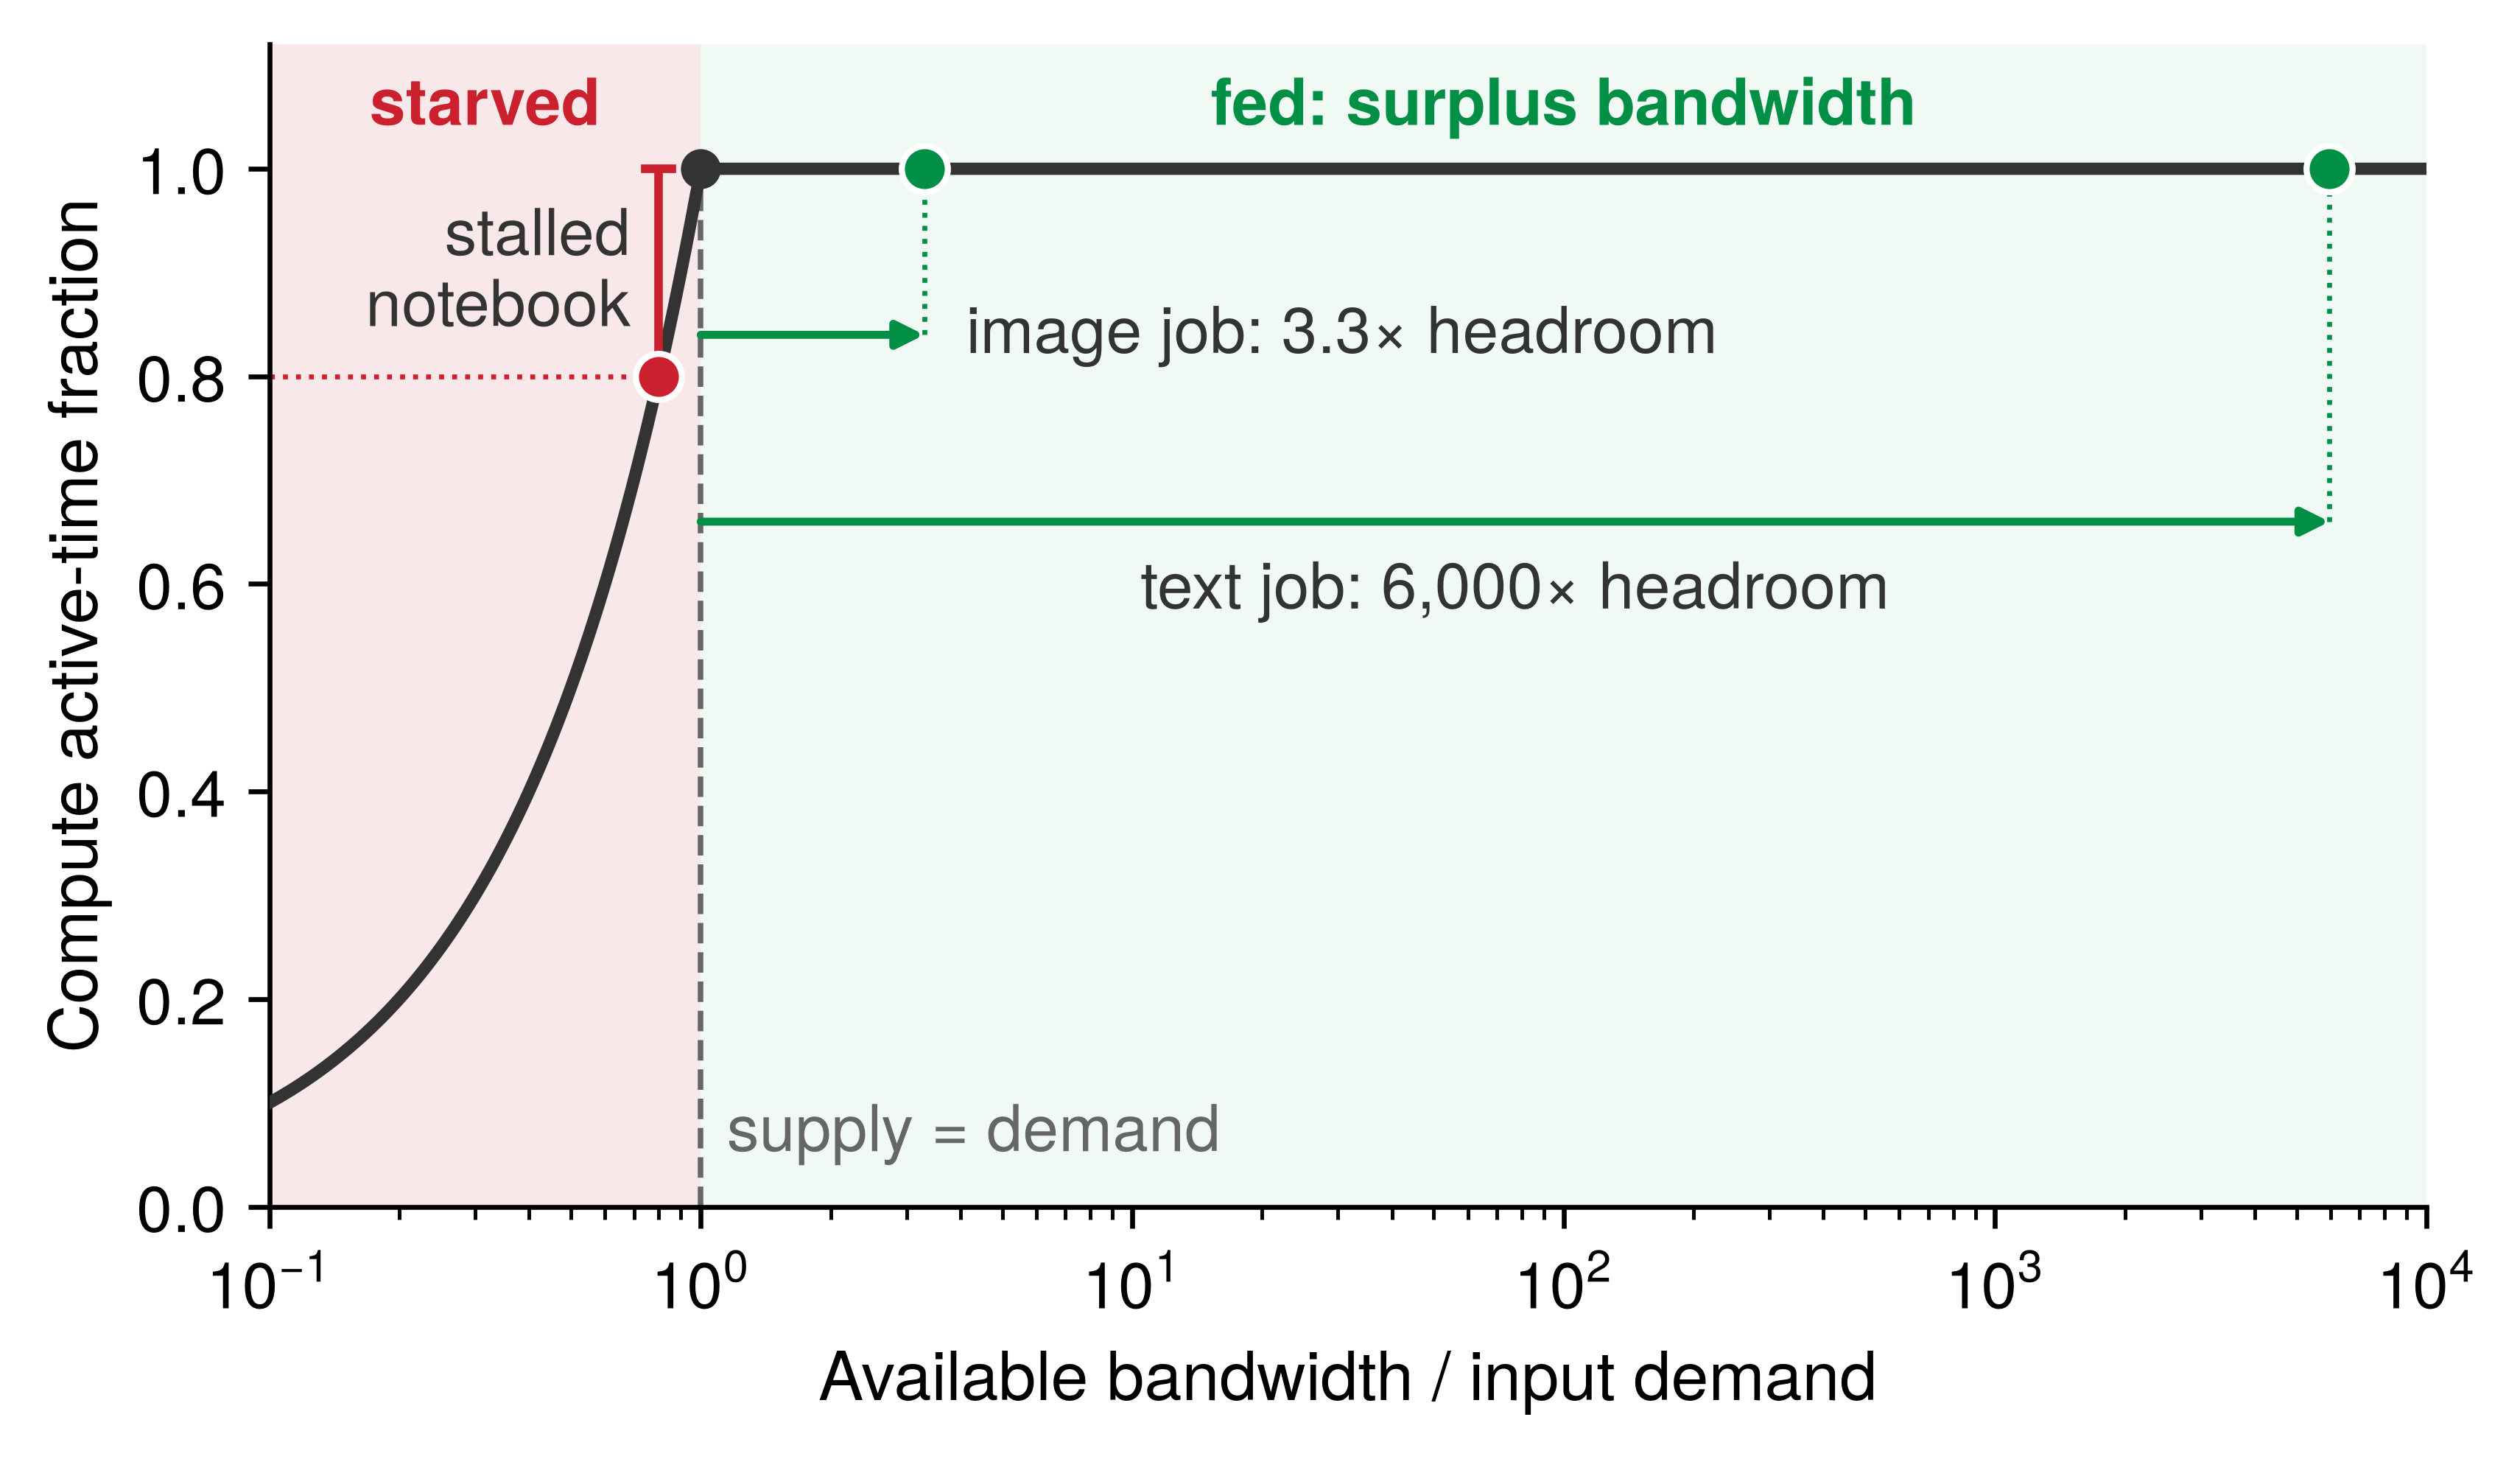 starved
fed: surplus bandwidth
stalled
notebook
image job: 3.3× headroom
text job: 6,000× headroom
supply = demand
Compute active-time fraction
1.0
0.8
0.6
0.4
0.2
0.0
10⁻¹
10⁰
10¹
10²
10³
10⁴
Available bandwidth / input demand